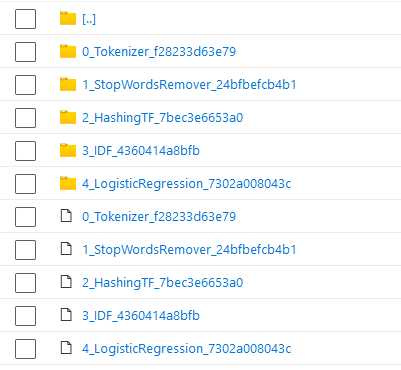 [..]
0_Tokenizer_f28233d63e79
1_StopWordsRemover_24bfbefcb4b1
2_HashingTF_7bec3e6653a0
3_IDF_4360414a8bfb
4_LogisticRegression_7302a008043c
0_Tokenizer_f28233d63e79
1_StopWordsRemover_24bfbefcb4b1
2_HashingTF_7bec3e6653a0
3_IDF_4360414a8bfb
4_LogisticRegression_7302a008043c